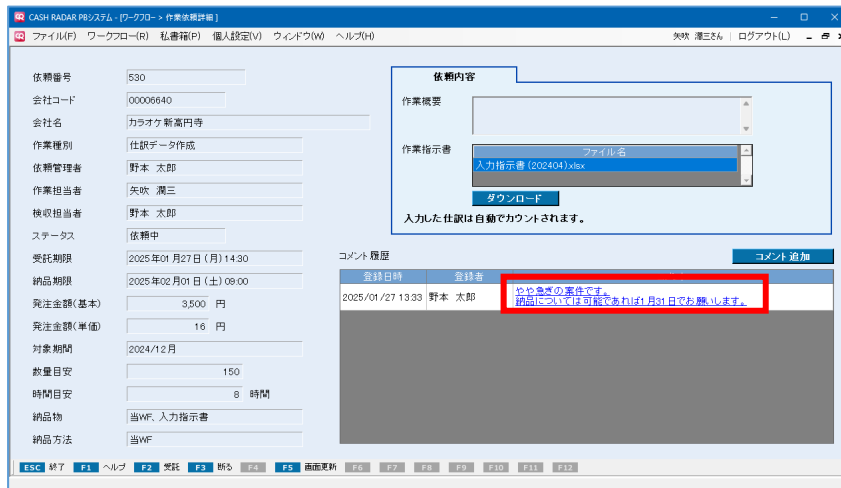 CASH RADAR PBシステム - [ワークフロー > 作業依頼詳細 ]
ファイル(F) ワークフロー(R) 私書箱(P) 個人設定(V) ウィンドウ(W) ヘルプ(H) 矢吹 潤三さん | ログアウト(L)
依頼番号 530
会社コード 00006640
会社名 カラオケ新高円寺
作業種別 仕訳データ作成
依頼管理者 野本 太郎
作業担当者 矢吹 潤三
検収担当者 野本 太郎
ステータス 依頼中
受託期限 2025年01月27日(月)14:30
納品期限 2025年02月01日(土)09:00
発注金額(基本) 3,500 円
発注金額(単価) 16 円
対象期間 2024/12月
数量目安 150
時間目安 8 時間
納品物 当WF、入力指示書
納品方法 当WF
依頼内容
作業概要
作業指示書
ファイル名
入力指示書(202404).xlsx
ダウンロード
入力した仕訳は自動でカウントされます。
コメント履歴
コメント追加
登録日時 登録者
2025/01/27 13:33 野本 太郎 やや急ぎの案件です。
納品については可能であれば1月31日でお願いします。
ESC 終了 F1 ヘルプ F2 受託 F3 断る F4 F5 画面更新 F6 F7 F8 F9 F10 F11 F12